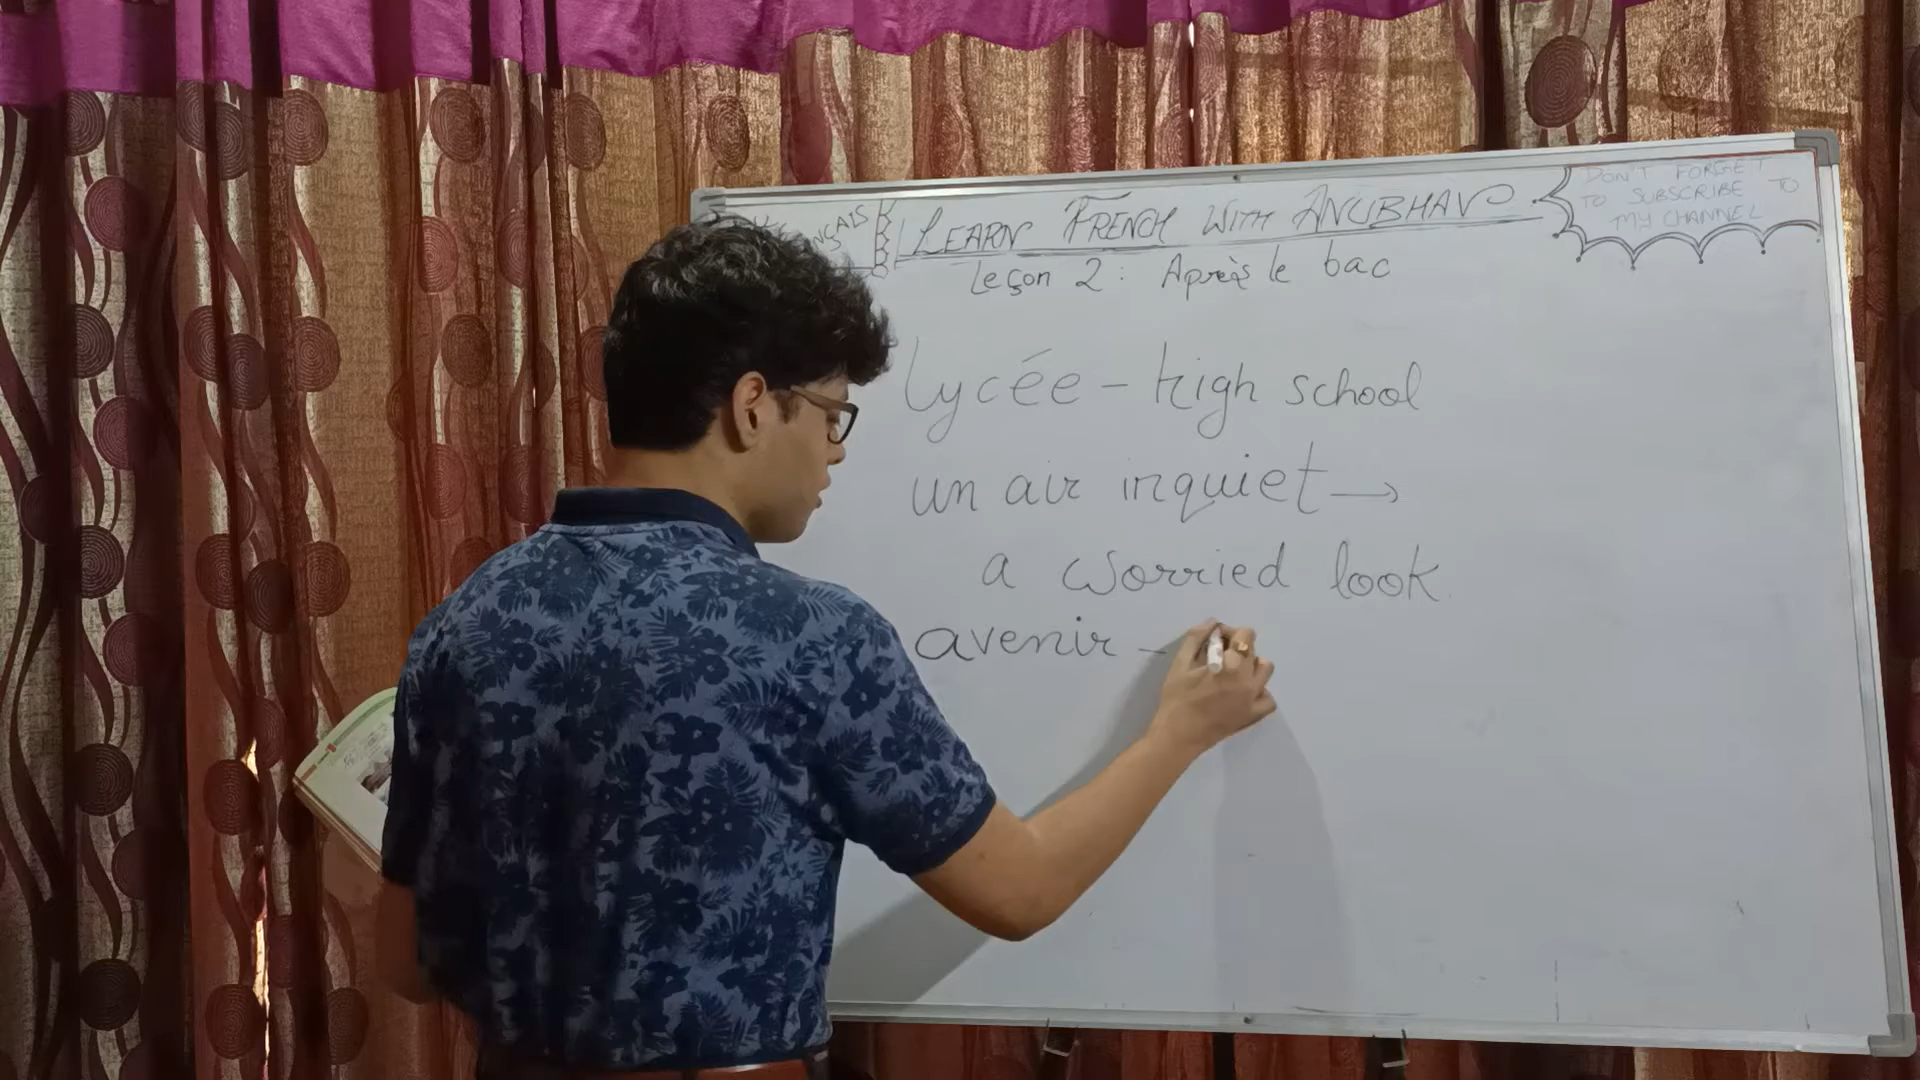 LEARN FRENCH WITH ANUBHAV
DON'T FORGET
TO SUBSCRIBE TO
MY CHANNEL
Leçon 2 : Après le bac
Lycée - High school
un air inquiet →
a worried look.
avenir -